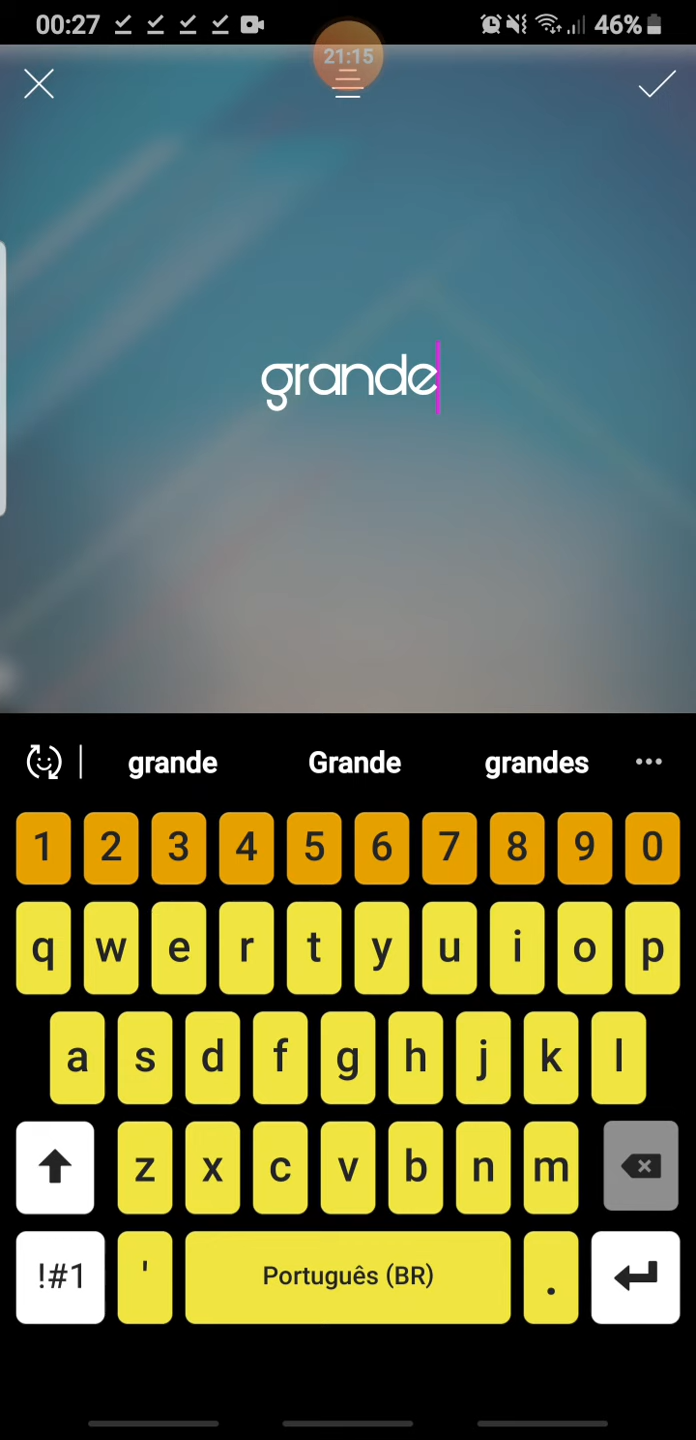 00:27
46%
21:15
grande
grande Grande grandes
1 2 3 4 5 6 7 8 9 0
q w e r t y u i o p
a s d f g h j k l
z x c v b n m
!#1 ' Português (BR) .